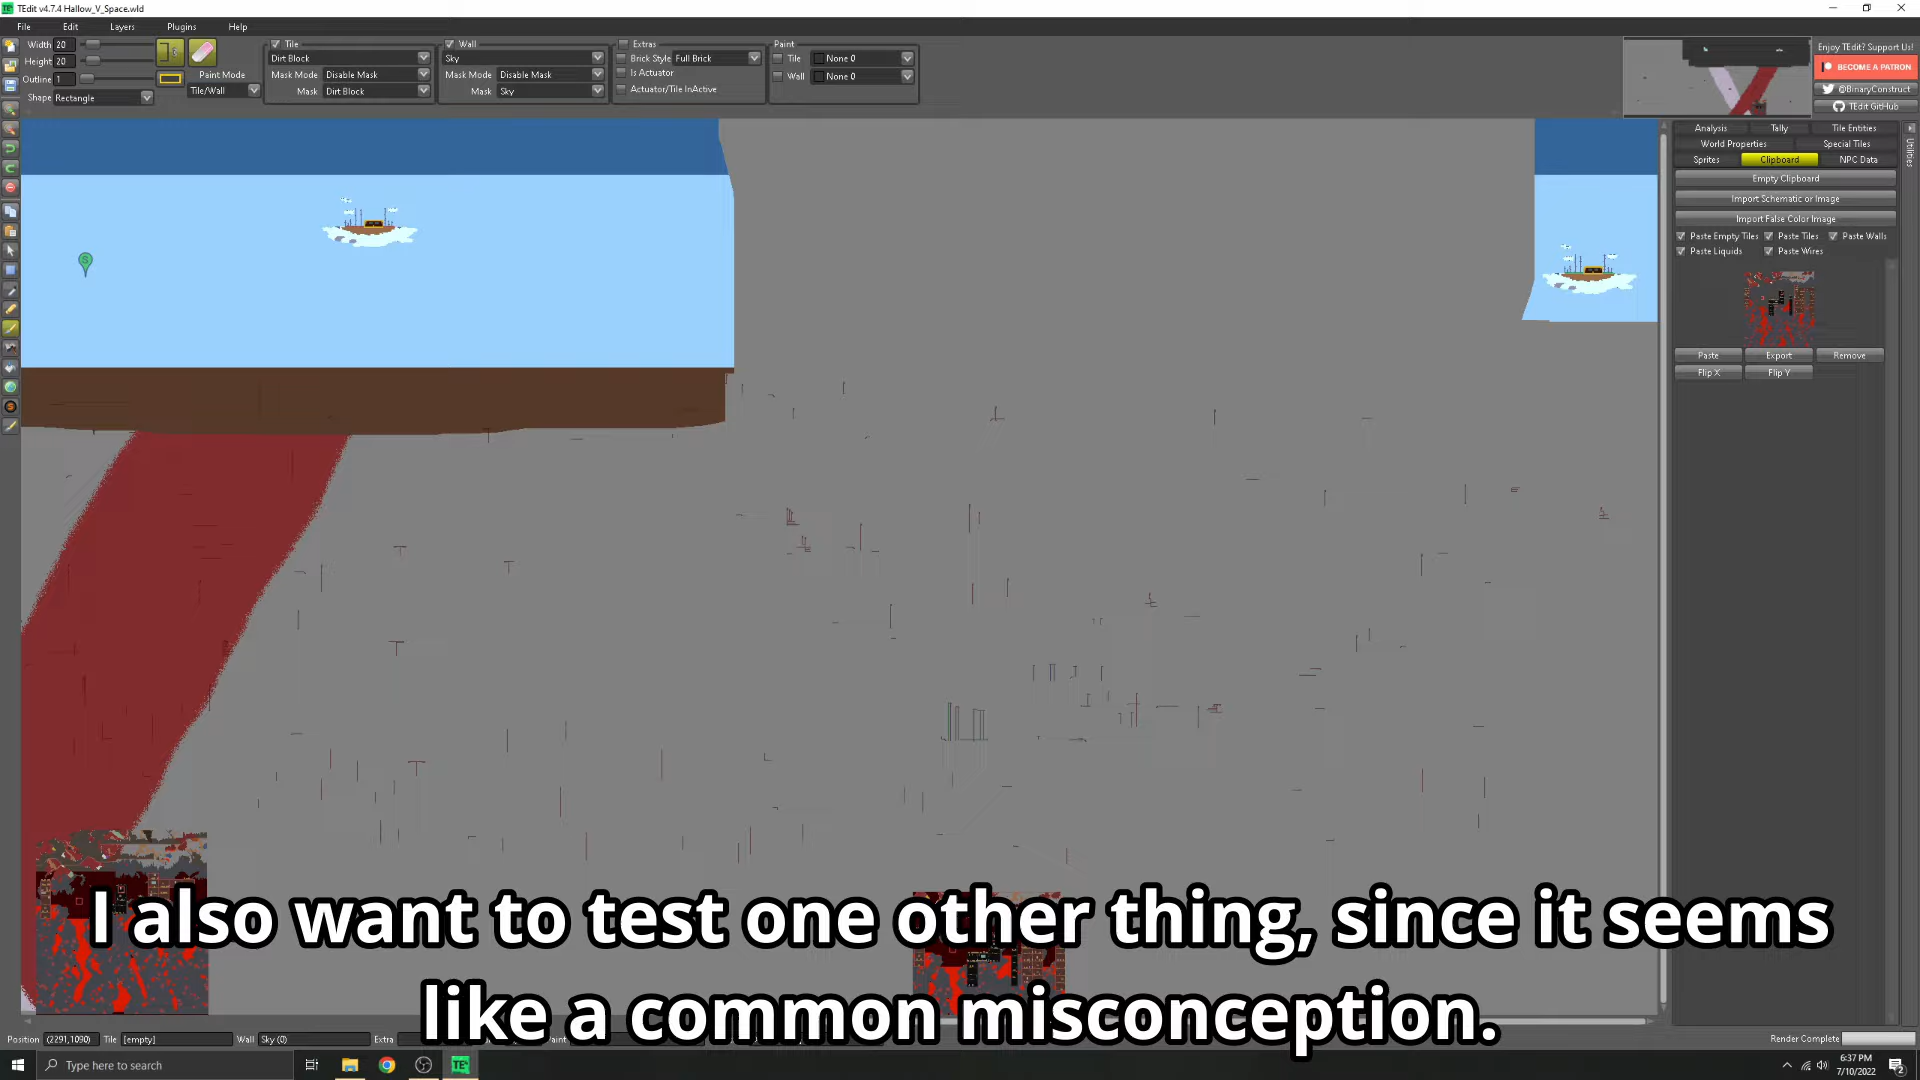 TEdit v4.7.4 Hallow_V_Space.wld
File Edit Layers Plugins Help
Width 20
Height 20
Outline 1
Shape Rectangle
Paint Mode
Tile/Wall
Tile
Dirt Block
Mask Mode Disable Mask
Mask Dirt Block
Wall
Sky
Mask Mode Disable Mask
Mask Sky
Extras
Brick Style Full Brick
Is Actuator
Actuator/Tile InActive
Paint
Tile None 0
Wall None 0
Enjoy TEdit? Support Us!
BECOME A PATRON
@BinaryConstruct
TEdit GitHub
Analysis Tally Tile Entities
World Properties Special Tiles
Sprites Clipboard NPC Data
Utilities
Empty Clipboard
Import Schematic or Image
Import False Color Image
Paste Empty Tiles Paste Tiles Paste Walls
Paste Liquids Paste Wires
Paste Export Remove
Flip X Flip Y
I also want to test one other thing, since it seems
like a common misconception.
Position (2291,1090) Tile [empty] Wall Sky (0) Extra
Render Complete
Type here to search
6:37 PM
7/10/2022